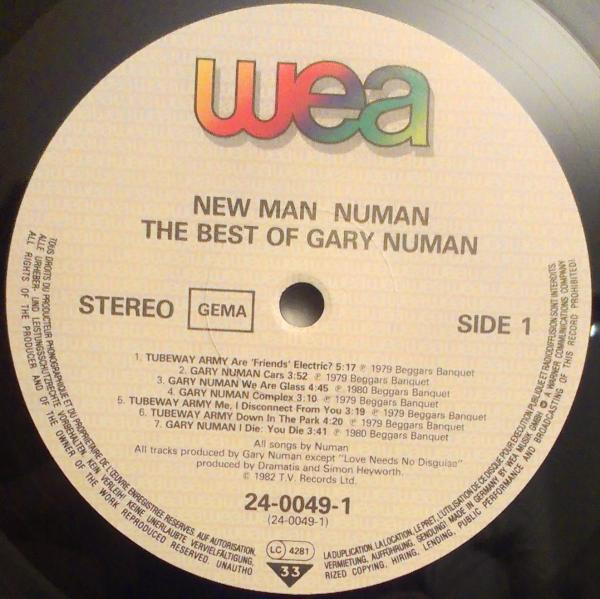 wea
NEW MAN NUMAN
THE BEST OF GARY NUMAN
STEREO GEMA SIDE 1
1. TUBEWAY ARMY Are 'Friends' Electric? 5:17 ℗ 1979 Beggars Banquet
2. GARY NUMAN Cars 3:52 ℗ 1979 Beggars Banquet
3. GARY NUMAN We Are Glass 4:45 ℗ 1980 Beggars Banquet
4. GARY NUMAN Complex 3:10 ℗ 1979 Beggars Banquet
5. TUBEWAY ARMY Me, I Disconnect From You 3:19 ℗ 1979 Beggars Banquet
6. TUBEWAY ARMY Down In The Park 4:20 ℗ 1979 Beggars Banquet
7. GARY NUMAN I Die: You Die 3:41 ℗ 1980 Beggars Banquet
All songs by Numan
All tracks produced by Gary Numan except "Love Needs No Disguise"
produced by Dramatis and Simon Heyworth.
© 1982 T.V. Records Ltd.
24-0049-1
(24-0049-1)
LC 4281
33
TOUS DROITS DU PRODUCTEUR PHONOGRAPHIQUE ET DU PROPRIETAIRE DE L'ŒUVRE ENREGISTREE RESERVES. SAUF AUTORISATION,
ALLE URHEBER- UND LEISTUNGSSCHUTZRECHTE VORBEHALTEN. KEIN VERLEIH! KEINE UNERLAUBTE VERVIELFÄLTIGUNG,
ALL RIGHTS OF THE PRODUCER AND OF THE OWNER OF THE WORK REPRODUCED RESERVED. UNAUTHO
LA DUPLICATION, LA LOCATION, LE PRET, L'UTILISATION DE CE DISQUE POUR EXECUTION PUBLIQUE ET RADIODIFFUSION SONT INTERDITS.
VERMIETUNG, AUFFÜHRUNG, SENDUNG! MADE IN GERMANY BY WEA MUSIK GMBH A WARNER COMMUNICATIONS COMPANY
RIZED COPYING, HIRING, LENDING, PUBLIC PERFORMANCE AND BROADCASTING OF THIS RECORD PROHIBITED!